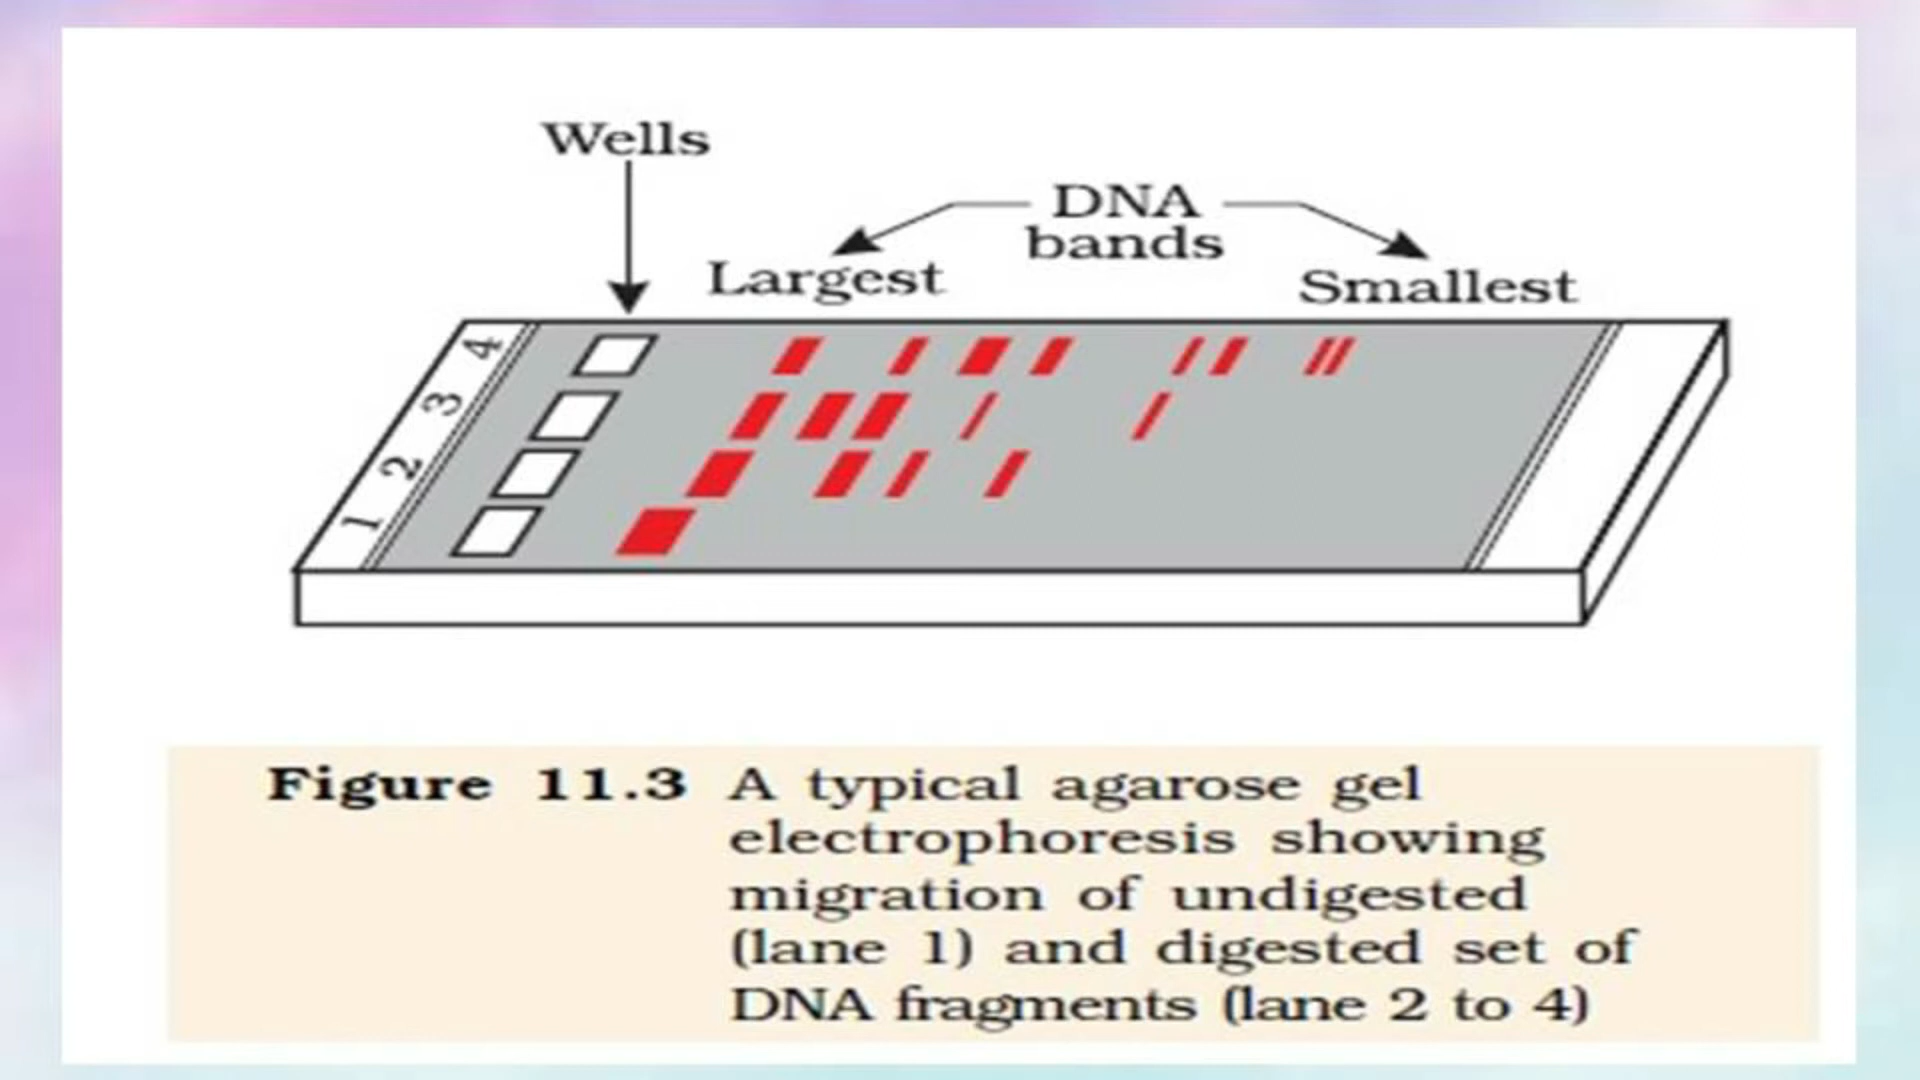 Wells
DNA
bands
Largest
Smallest
4
3
2
1
Figure 11.3 A typical agarose gel
electrophoresis showing
migration of undigested
(lane 1) and digested set of
DNA fragments (lane 2 to 4)